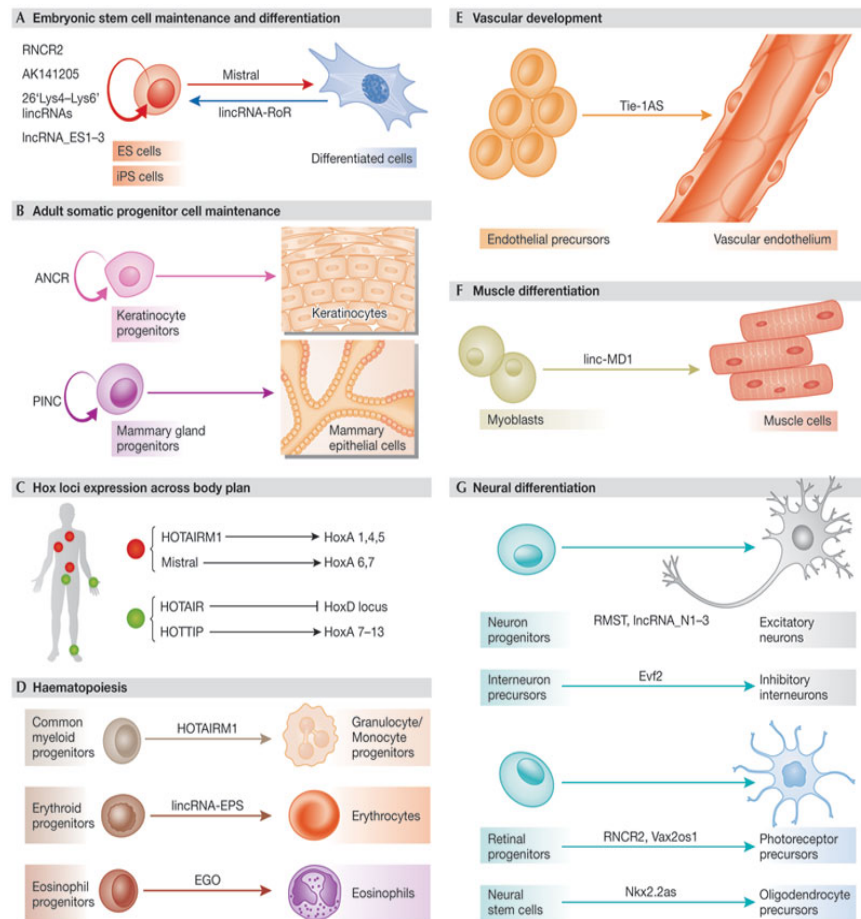 A Embryonic stem cell maintenance and differentiation
RNCR2
AK141205
26‘Lys4–Lys6’
lincRNAs
lncRNA_ES1–3
Mistral
lincRNA-RoR
ES cells
iPS cells
Differentiated cells
B Adult somatic progenitor cell maintenance
ANCR
Keratinocyte
progenitors
Keratinocytes
PINC
Mammary gland
progenitors
Mammary
epithelial cells
C Hox loci expression across body plan
HOTAIRM1 HoxA 1,4,5
Mistral HoxA 6,7
HOTAIR HoxD locus
HOTTIP HoxA 7–13
D Haematopoiesis
Common
myeloid
progenitors
HOTAIRM1
Granulocyte/
Monocyte
progenitors
Erythroid
progenitors
lincRNA-EPS
Erythrocytes
Eosinophil
progenitors
EGO
Eosinophils
E Vascular development
Tie-1AS
Endothelial precursors
Vascular endothelium
F Muscle differentiation
linc-MD1
Myoblasts
Muscle cells
G Neural differentiation
Neuron
progenitors
RMST, lncRNA_N1–3
Excitatory
neurons
Interneuron
precursors
Evf2
Inhibitory
interneurons
Retinal
progenitors
RNCR2, Vax2os1
Photoreceptor
precursors
Neural
stem cells
Nkx2.2as
Oligodendrocyte
precursors